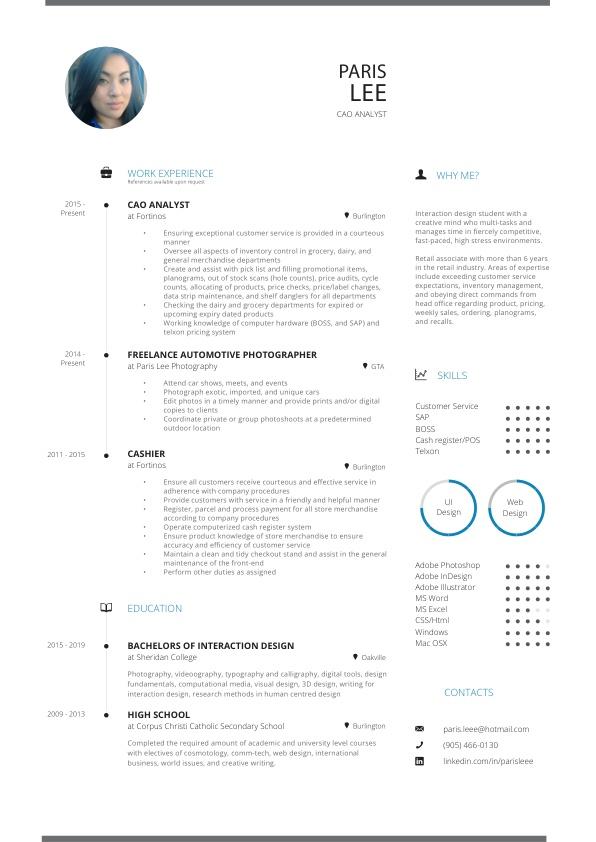 PARIS
LEE
CAO ANALYST
WORK EXPERIENCE
References available upon request
2015 -
Present
CAO ANALYST
at Fortinos
Burlington
• Ensuring exceptional customer service is provided in a courteous
manner
• Oversee all aspects of inventory control in grocery, dairy, and
general merchandise departments
• Create and assist with pick list and filling promotional items,
planograms, out of stock scans (hole counts), price audits, cycle
counts, allocating of products, price checks, price/label changes,
data strip maintenance, and shelf danglers for all departments
• Checking the dairy and grocery departments for expired or
upcoming expiry dated products
• Working knowledge of computer hardware (BOSS, and SAP) and
telxon pricing system
2014 -
Present
FREELANCE AUTOMOTIVE PHOTOGRAPHER
at Paris Lee Photography
GTA
• Attend car shows, meets, and events
• Photograph exotic, imported, and unique cars
• Edit photos in a timely manner and provide prints and/or digital
copies to clients
• Coordinate private or group photoshoots at a predetermined
outdoor location
2011 - 2015
CASHIER
at Fortinos
Burlington
• Ensure all customers receive courteous and effective service in
adherence with company procedures
• Provide customers with service in a friendly and helpful manner
• Register, parcel and process payment for all store merchandise
according to company procedures
• Operate computerized cash register system
• Ensure product knowledge of store merchandise to ensure
accuracy and efficiency of customer service
• Maintain a clean and tidy checkout stand and assist in the general
maintenance of the front-end
• Perform other duties as assigned
EDUCATION
2015 - 2019
BACHELORS OF INTERACTION DESIGN
at Sheridan College
Oakville
Photography, videography, typography and calligraphy, digital tools, design
fundamentals, computational media, visual design, 3D design, writing for
interaction design, research methods in human centred design
2009 - 2013
HIGH SCHOOL
at Corpus Christi Catholic Secondary School
Burlington
Completed the required amount of academic and university level courses
with electives of cosmotology, comm-tech, web design, international
business, world issues, and creative writing.
WHY ME?
Interaction design student with a
creative mind who multi-tasks and
manages time in fiercely competitive,
fast-paced, high stress environments.
Retail associate with more than 6 years
in the retail industry. Areas of expertise
include exceeding customer service
expectations, inventory management,
and obeying direct commands from
head office regarding product, pricing,
weekly sales, ordering, planograms,
and recalls.
SKILLS
Customer Service
SAP
BOSS
Cash register/POS
Telxon
UI
Design
Web
Design
Adobe Photoshop
Adobe InDesign
Adobe Illustrator
MS Word
MS Excel
CSS/Html
Windows
Mac OSX
CONTACTS
paris.leee@hotmail.com
(905) 466-0130
linkedin.com/in/parisleee